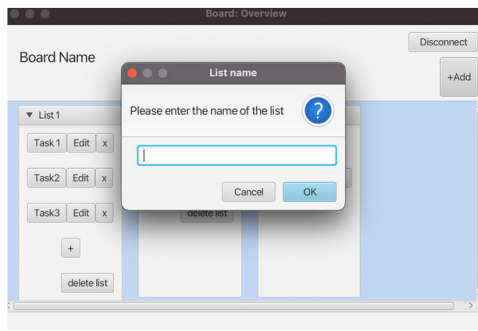 Board: Overview
Disconnect
Board Name
+Add
List name
Please enter the name of the list
?
Cancel
OK
List 1
Task 1 Edit x
Task2 Edit x
Task3 Edit x
+
delete list
delete list